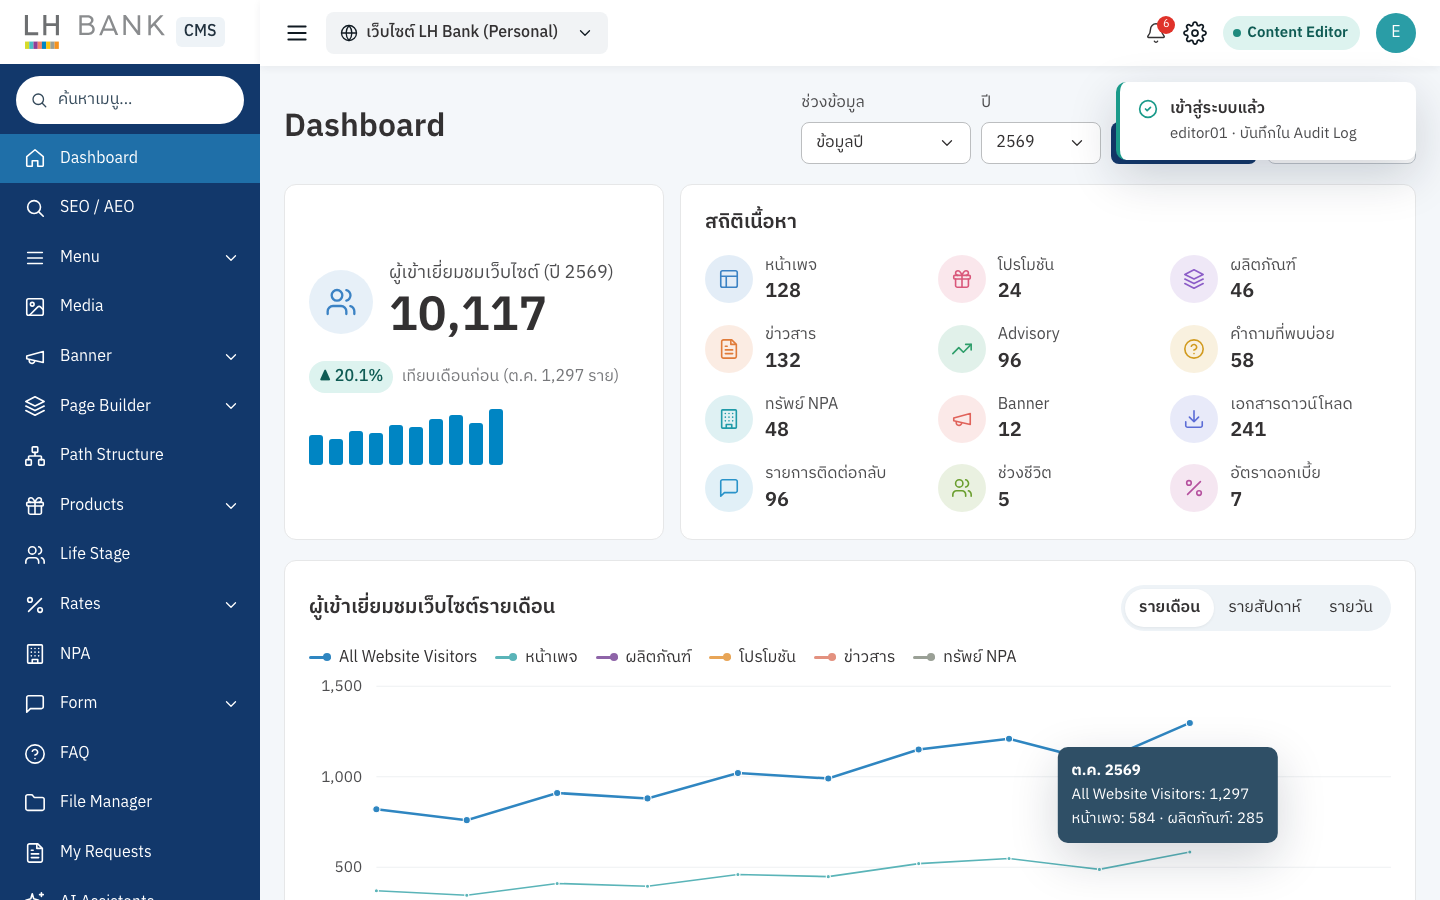 LH BANK CMS
เว็บไซต์ LH Bank (Personal)
6
Content Editor
E
ค้นหาเมนู...
Dashboard
SEO / AEO
Menu
Media
Banner
Page Builder
Path Structure
Products
Life Stage
Rates
NPA
Form
FAQ
File Manager
My Requests
AI Assistants
Dashboard
ช่วงข้อมูล
ข้อมูลปี
ปี
2569
เข้าสู่ระบบแล้ว
editor01 · บันทึกใน Audit Log
ผู้เข้าเยี่ยมชมเว็บไซต์ (ปี 2569)
10,117
20.1% เทียบเดือนก่อน (ต.ค. 1,297 ราย)
สถิติเนื้อหา
หน้าเพจ
128
โปรโมชัน
24
ผลิตภัณฑ์
46
ข่าวสาร
132
Advisory
96
คำถามที่พบบ่อย
58
ทรัพย์ NPA
48
Banner
12
เอกสารดาวน์โหลด
241
รายการติดต่อกลับ
96
ช่วงชีวิต
5
อัตราดอกเบี้ย
7
ผู้เข้าเยี่ยมชมเว็บไซต์รายเดือน
รายเดือน รายสัปดาห์ รายวัน
All Website Visitors หน้าเพจ ผลิตภัณฑ์ โปรโมชัน ข่าวสาร ทรัพย์ NPA
1,500
1,000
500
ต.ค. 2569
All Website Visitors: 1,297
หน้าเพจ: 584 · ผลิตภัณฑ์: 285